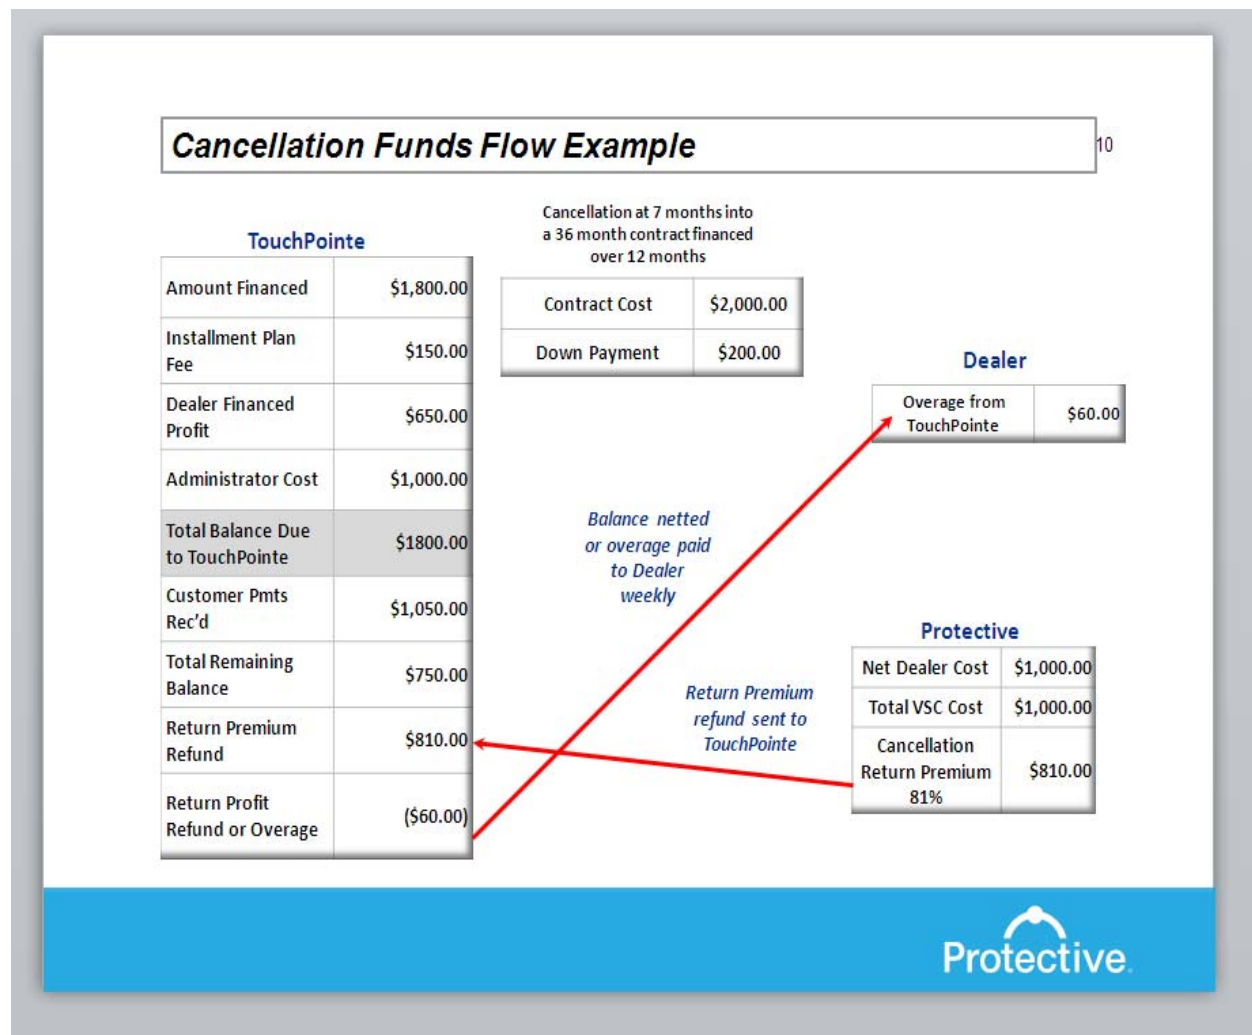 Cancellation Funds Flow Example
10
Cancellation at 7 months into
a 36 month contract financed
over 12 months
Contract Cost $2,000.00
Down Payment $200.00
TouchPointe
Amount Financed $1,800.00
Installment Plan
Fee $150.00
Dealer Financed
Profit $650.00
Administrator Cost $1,000.00
Total Balance Due
to TouchPointe $1800.00
Customer Pmts
Rec'd $1,050.00
Total Remaining
Balance $750.00
Return Premium
Refund $810.00
Return Profit
Refund or Overage ($60.00)
Dealer
Overage from
TouchPointe $60.00
Balance netted
or overage paid
to Dealer
weekly
Return Premium
refund sent to
TouchPointe
Protective
Net Dealer Cost $1,000.00
Total VSC Cost $1,000.00
Cancellation
Return Premium $810.00
81%
Protective